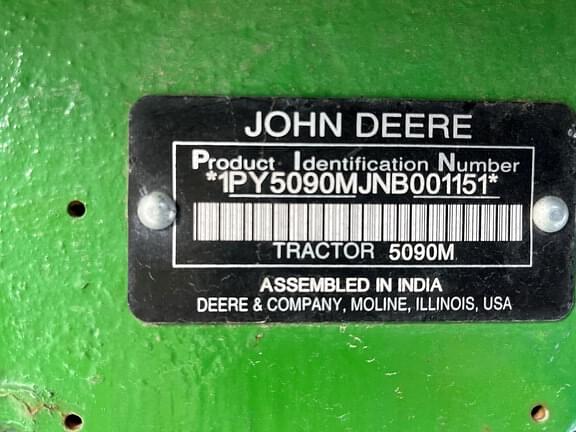 JOHN DEERE
Product Identification Number
*1PY5090MJNB001151*
TRACTOR 5090M
ASSEMBLED IN INDIA
DEERE & COMPANY, MOLINE, ILLINOIS, USA